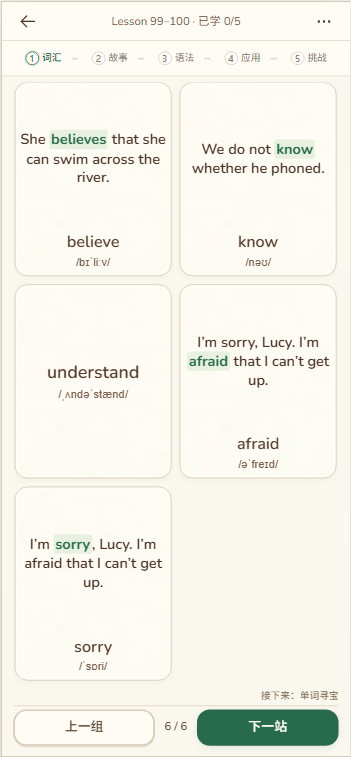 Lesson 99–100 · 已学 0/5
1 词汇
2 故事
3 语法
4 应用
5 挑战
She believes that she
can swim across the
river.
believe
/bɪˈliːv/
We do not know
whether he phoned.
know
/nəʊ/
understand
/ˌʌndəˈstænd/
I'm sorry, Lucy. I'm
afraid that I can't get
up.
afraid
/əˈfreɪd/
I'm sorry, Lucy. I'm
afraid that I can't get
up.
sorry
/ˈsɒri/
接下来：单词寻宝
上一组
6 / 6
下一站